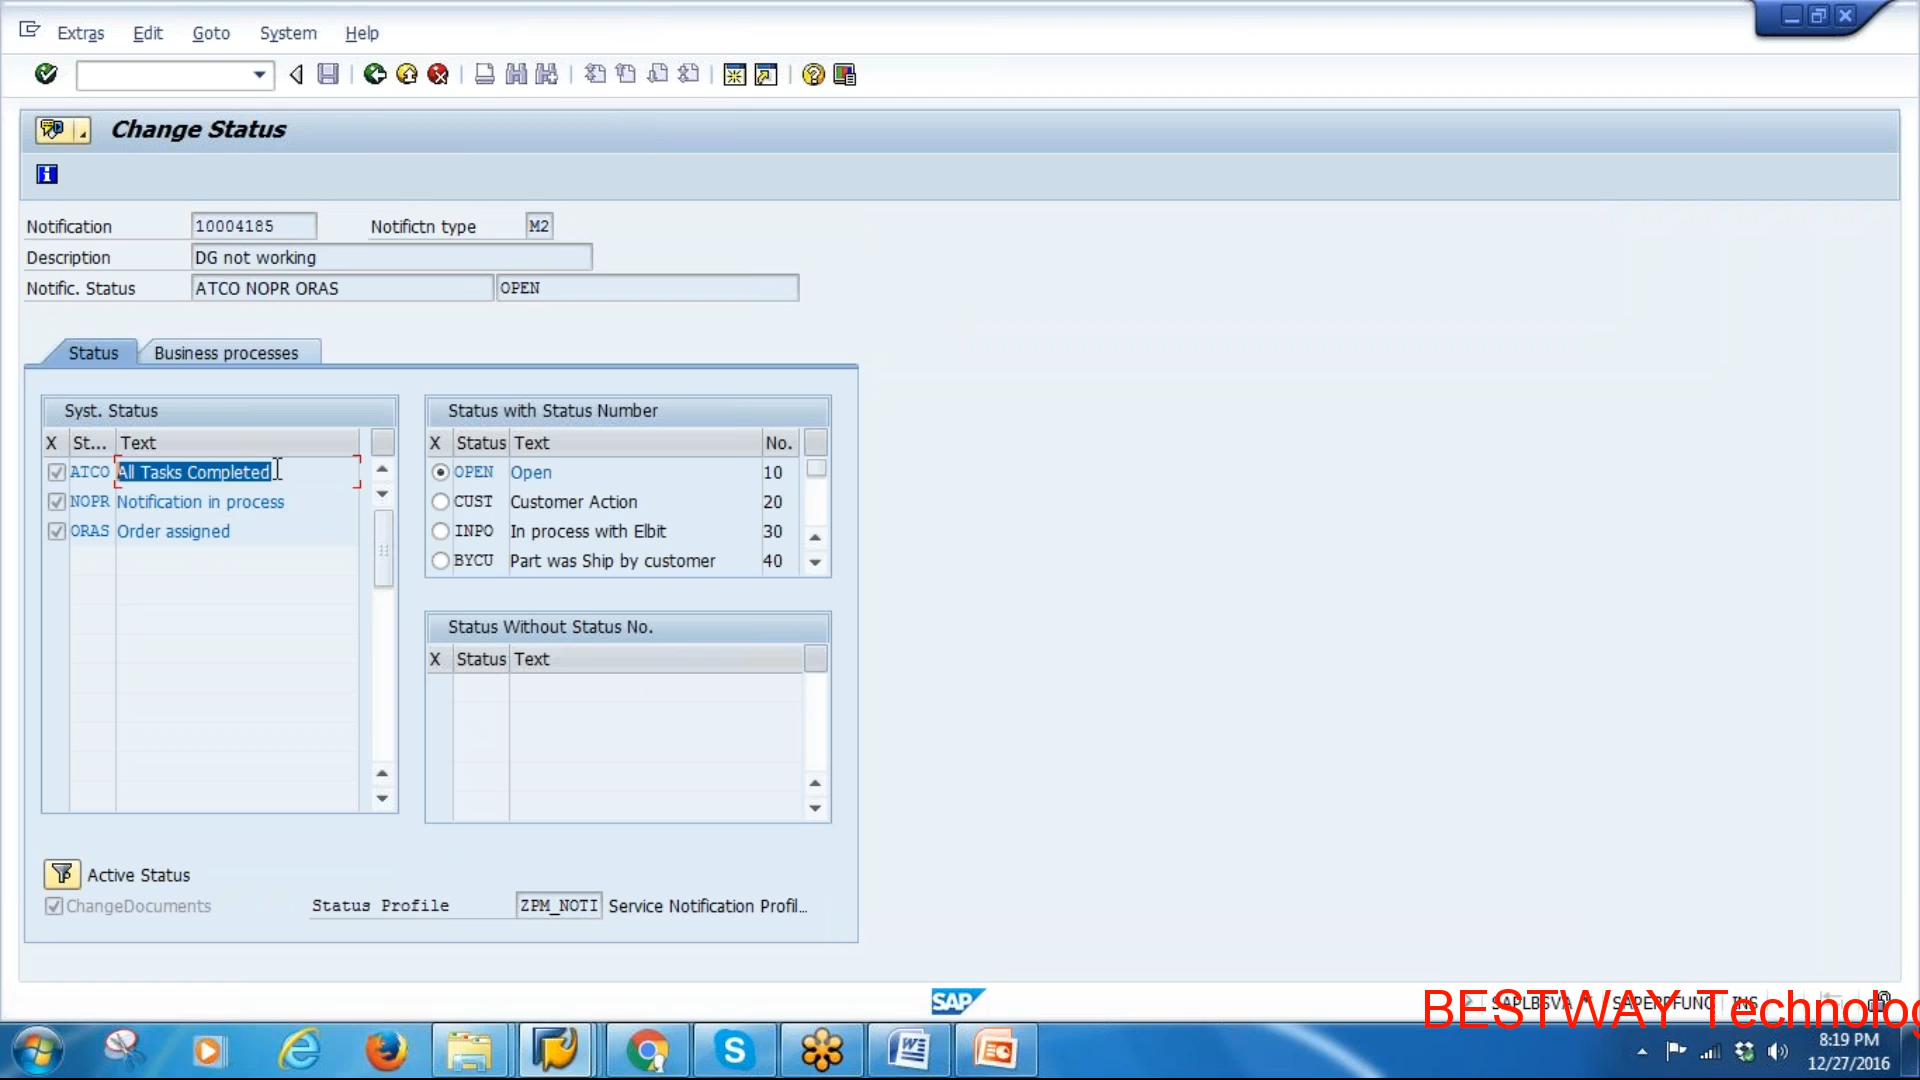 Extras Edit Goto System Help
Change Status
Notification 10004185 Notifictn type M2
Description DG not working
Notific. Status ATCO NOPR ORAS OPEN
Status Business processes
Syst. Status
X St... Text
ATCO All Tasks Completed
NOPR Notification in process
ORAS Order assigned
Status with Status Number
X Status Text No.
OPEN Open 10
CUST Customer Action 20
INPO In process with Elbit 30
BYCU Part was Ship by customer 40
Status Without Status No.
X Status Text
Active Status
ChangeDocuments Status Profile ZPM_NOTI Service Notification Profil...
SAP
BESTWAY Technolog
8:19 PM
12/27/2016